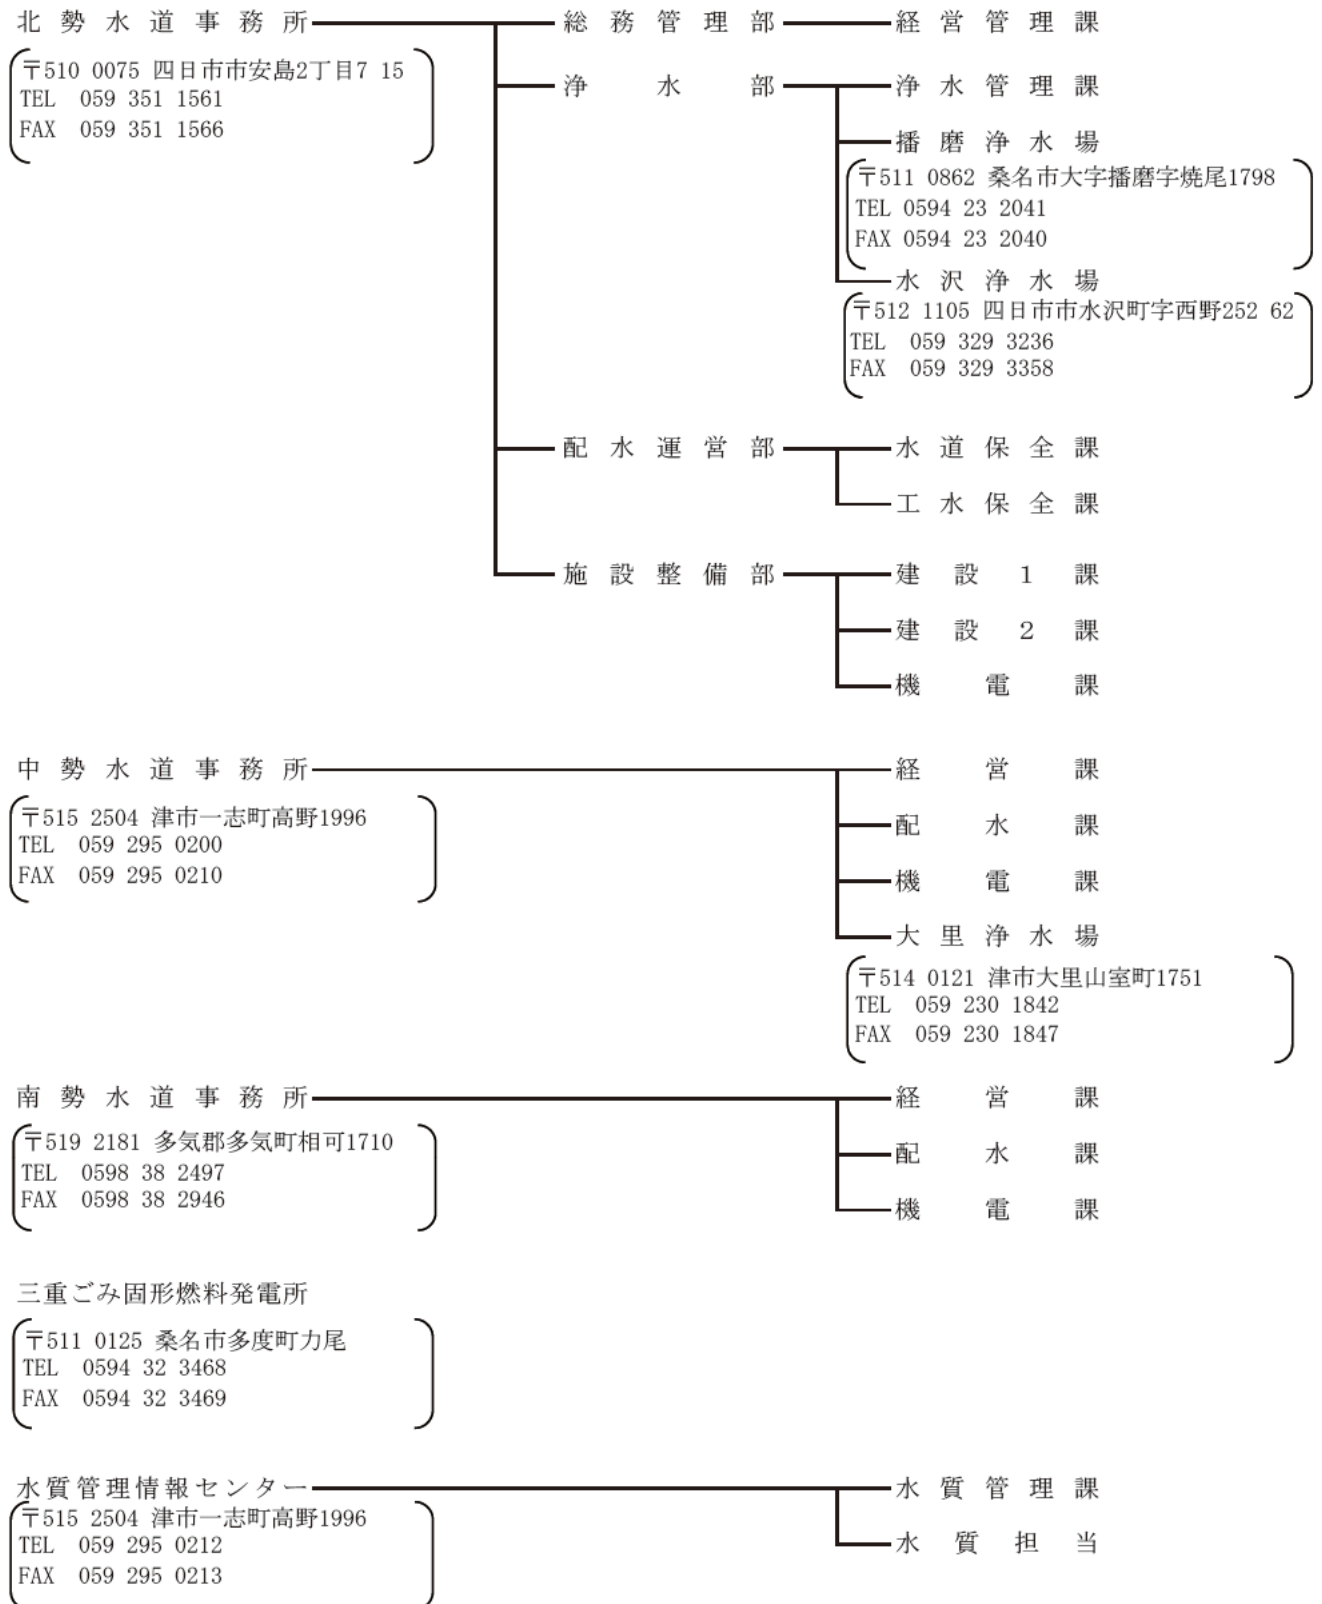 北勢水道事務所 総務管理部 経営管理課
〒510 0075 四日市市安島2丁目7 15
TEL 059 351 1561
FAX 059 351 1566
浄水部 浄水管理課
播磨浄水場
〒511 0862 桑名市大字播磨字焼尾1798
TEL 0594 23 2041
FAX 0594 23 2040
水沢浄水場
〒512 1105 四日市市水沢町字西野252 62
TEL 059 329 3236
FAX 059 329 3358
配水運営部 水道保全課
工水保全課
施設整備部 建設1課
建設2課
機電課
中勢水道事務所 経営課
〒515 2504 津市一志町高野1996
TEL 059 295 0200
FAX 059 295 0210
配水課
機電課
大里浄水場
〒514 0121 津市大里山室町1751
TEL 059 230 1842
FAX 059 230 1847
南勢水道事務所 経営課
〒519 2181 多気郡多気町相可1710
TEL 0598 38 2497
FAX 0598 38 2946
配水課
機電課
三重ごみ固形燃料発電所
〒511 0125 桑名市多度町力尾
TEL 0594 32 3468
FAX 0594 32 3469
水質管理情報センター 水質管理課
〒515 2504 津市一志町高野1996
TEL 059 295 0212
FAX 059 295 0213
水質担当